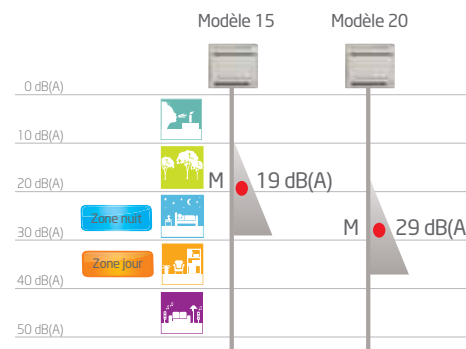 Modèle 15 Modèle 20
0 dB(A)
10 dB(A)
20 dB(A)
M 19 dB(A)
Zone nuit
30 dB(A)
M 29 dB(A
Zone jour
40 dB(A)
50 dB(A)